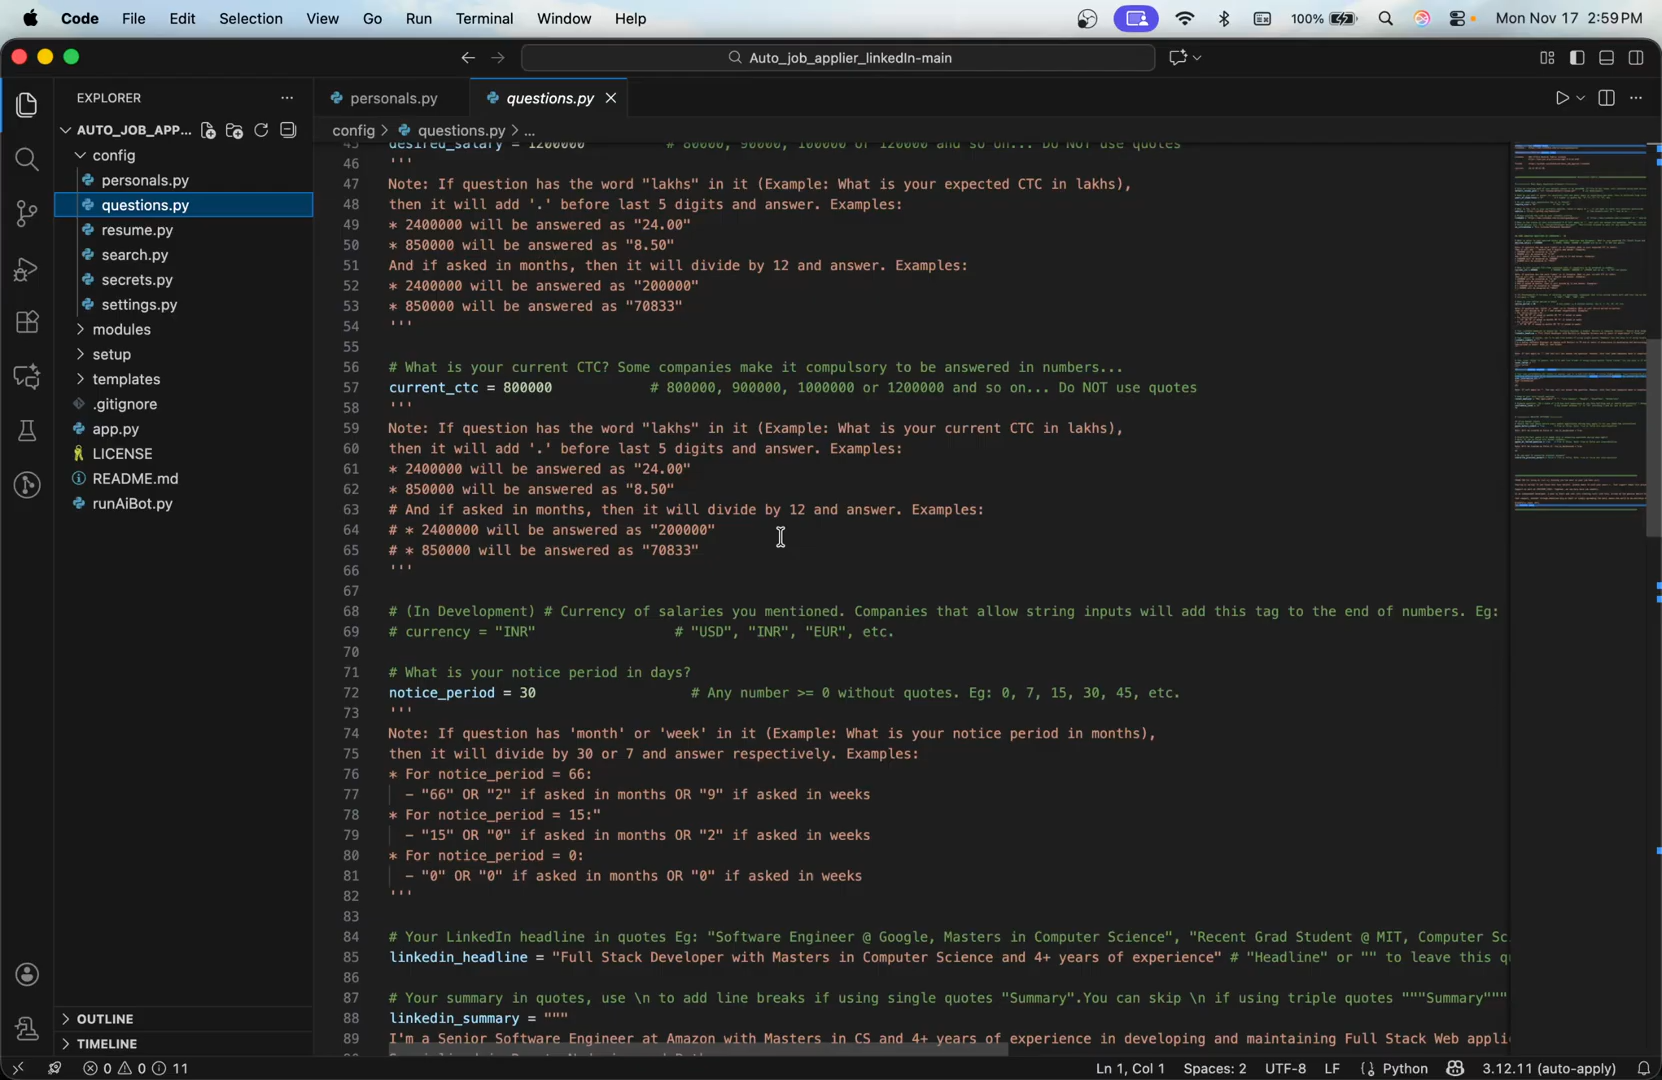 Code File Edit Selection View Go Run Terminal Window Help 100% Mon Nov 17 2:59 PM
Auto_job_applier_linkedIn-main
EXPLORER
AUTO_JOB_APP...
config
personals.py
questions.py
resume.py
search.py
secrets.py
settings.py
modules
setup
templates
.gitignore
app.py
LICENSE
README.md
runAiBot.py
OUTLINE
TIMELINE
personals.py questions.py
config > questions.py > ...
45 desired_salary = 1200000 # 80000, 90000, 100000 or 120000 and so on... Do NOT use quotes
46 '''
47 Note: If question has the word "lakhs" in it (Example: What is your expected CTC in lakhs),
48 then it will add '.' before last 5 digits and answer. Examples:
49 * 2400000 will be answered as "24.00"
50 * 850000 will be answered as "8.50"
51 And if asked in months, then it will divide by 12 and answer. Examples:
52 * 2400000 will be answered as "200000"
53 * 850000 will be answered as "70833"
54 '''
55
56 # What is your current CTC? Some companies make it compulsory to be answered in numbers...
57 current_ctc = 800000 # 800000, 900000, 1000000 or 1200000 and so on... Do NOT use quotes
58 '''
59 Note: If question has the word "lakhs" in it (Example: What is your current CTC in lakhs),
60 then it will add '.' before last 5 digits and answer. Examples:
61 * 2400000 will be answered as "24.00"
62 * 850000 will be answered as "8.50"
63 # And if asked in months, then it will divide by 12 and answer. Examples:
64 # * 2400000 will be answered as "200000"
65 # * 850000 will be answered as "70833"
66 '''
67
68 # (In Development) # Currency of salaries you mentioned. Companies that allow string inputs will add this tag to the end of numbers. Eg:
69 # currency = "INR" # "USD", "INR", "EUR", etc.
70
71 # What is your notice period in days?
72 notice_period = 30 # Any number >= 0 without quotes. Eg: 0, 7, 15, 30, 45, etc.
73 '''
74 Note: If question has 'month' or 'week' in it (Example: What is your notice period in months),
75 then it will divide by 30 or 7 and answer respectively. Examples:
76 * For notice_period = 66:
77 - "66" OR "2" if asked in months OR "9" if asked in weeks
78 * For notice_period = 15:"
79 - "15" OR "0" if asked in months OR "2" if asked in weeks
80 * For notice_period = 0:
81 - "0" OR "0" if asked in months OR "0" if asked in weeks
82 '''
83
84 # Your LinkedIn headline in quotes Eg: "Software Engineer @ Google, Masters in Computer Science", "Recent Grad Student @ MIT, Computer Sc
85 linkedin_headline = "Full Stack Developer with Masters in Computer Science and 4+ years of experience" # "Headline" or "" to leave this q
86
87 # Your summary in quotes, use \n to add line breaks if using single quotes "Summary".You can skip \n if using triple quotes """Summary"""
88 linkedin_summary = """
89 I'm a Senior Software Engineer at Amazon with Masters in CS and 4+ years of experience in developing and maintaining Full Stack Web appli
0 0 11 Ln 1, Col 1 Spaces: 2 UTF-8 LF Python 3.12.11 (auto-apply)